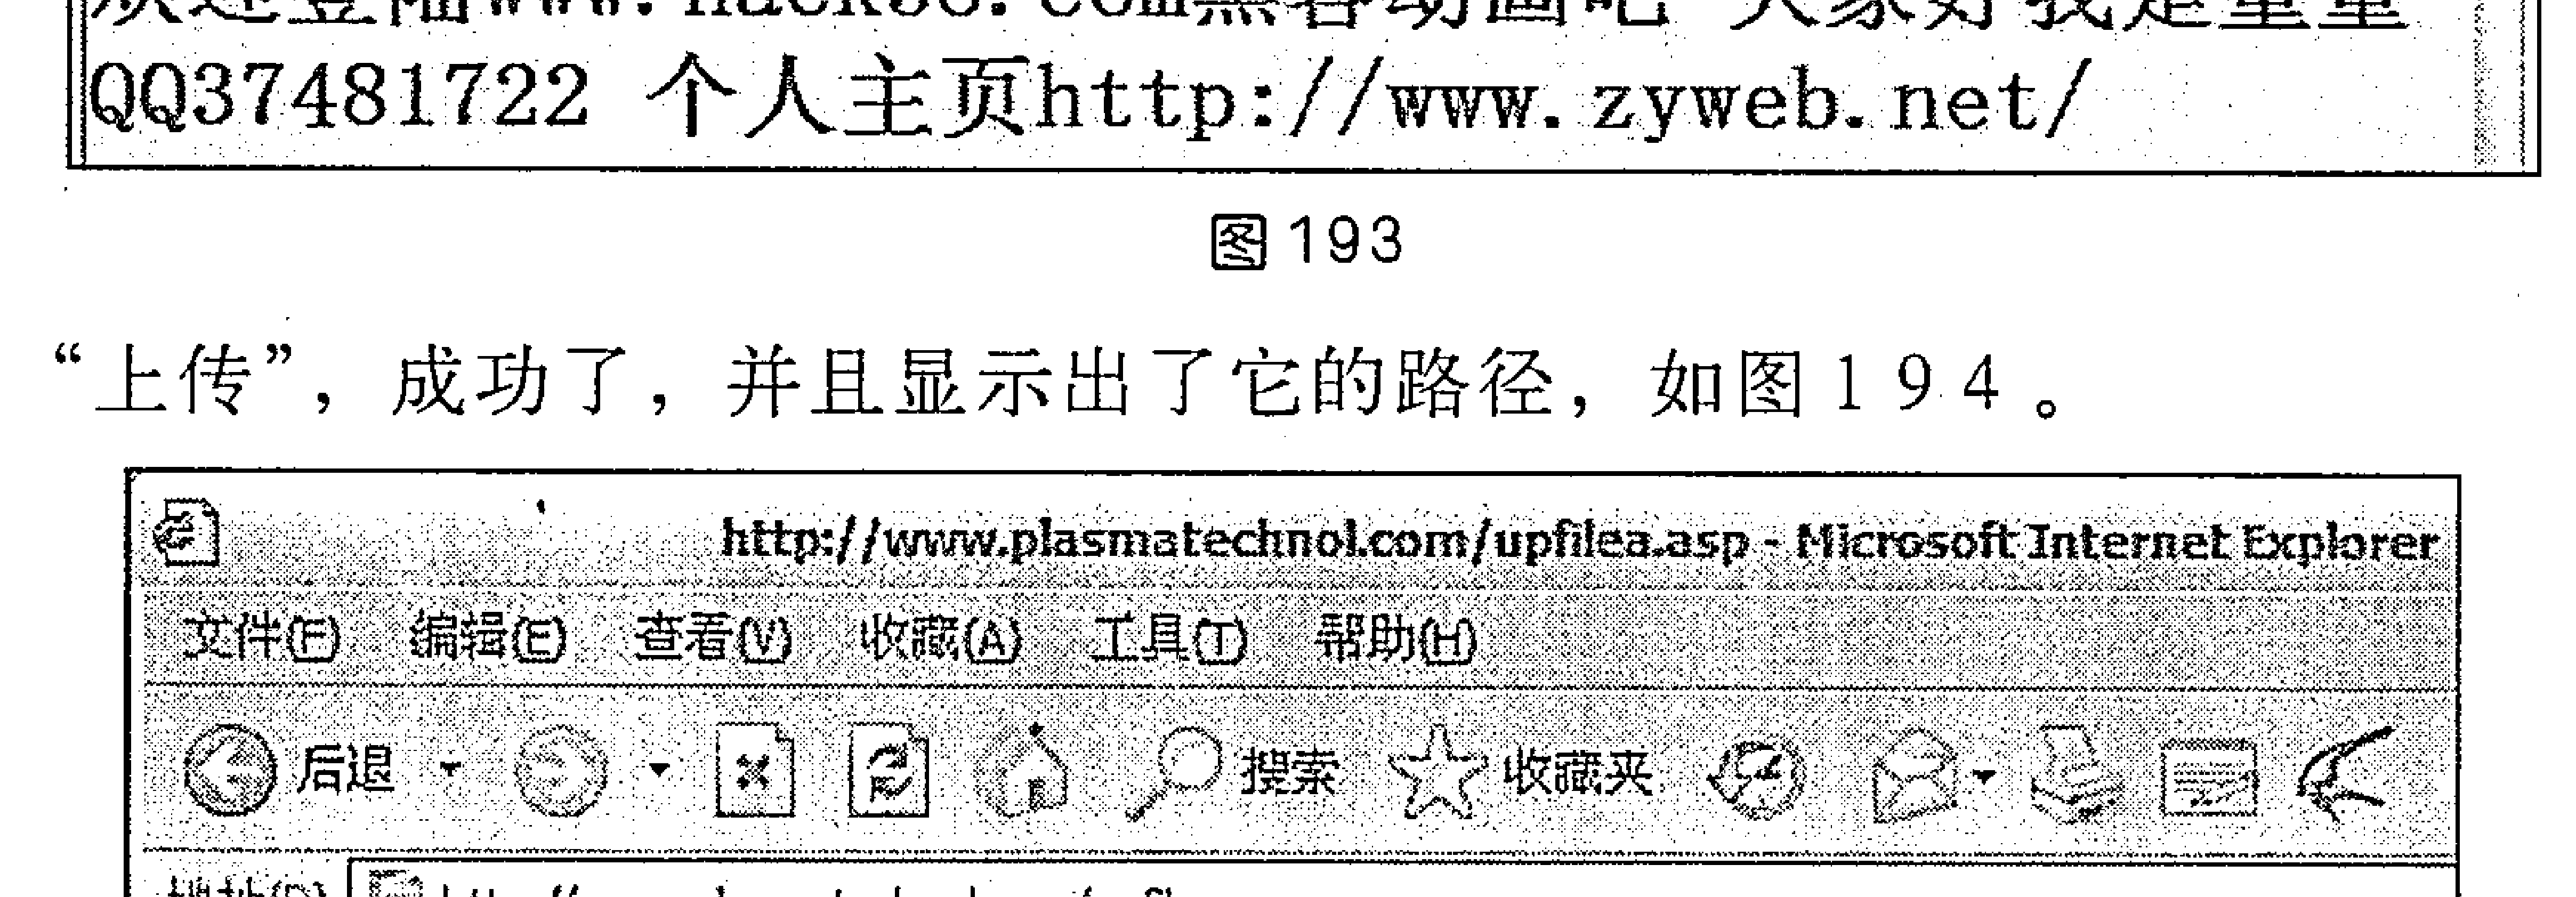 QQ37481722 个人主页http://www.zyweb.net/
图193
“上传”，成功了，并且显示出了它的路径，如图194。
http://www.plasmatechnol.com/upfilea.asp - Microsoft Internet Explorer
文件(F) 编辑(E) 查看(V) 收藏(A) 工具(T) 帮助(H)
后退 搜索 收藏夹